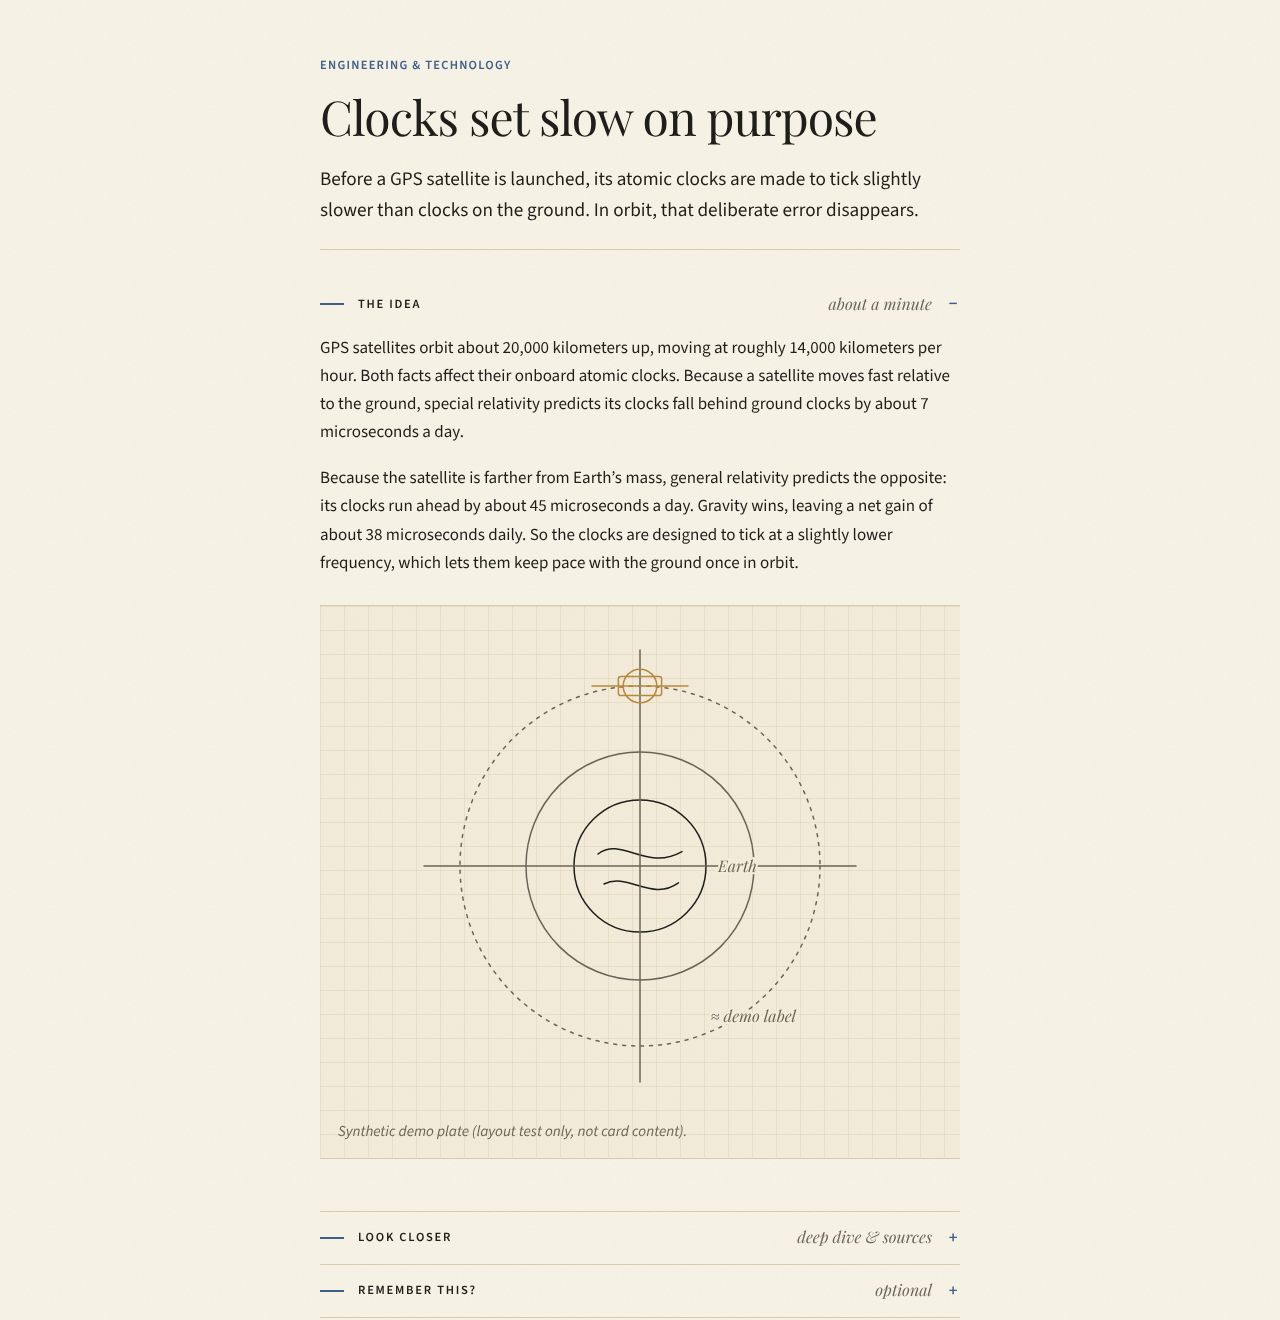 ENGINEERING & TECHNOLOGY
Clocks set slow on purpose
Before a GPS satellite is launched, its atomic clocks are made to tick slightly
slower than clocks on the ground. In orbit, that deliberate error disappears.
THE IDEA about a minute −
GPS satellites orbit about 20,000 kilometers up, moving at roughly 14,000 kilometers per
hour. Both facts affect their onboard atomic clocks. Because a satellite moves fast relative
to the ground, special relativity predicts its clocks fall behind ground clocks by about 7
microseconds a day.
Because the satellite is farther from Earth’s mass, general relativity predicts the opposite:
its clocks run ahead by about 45 microseconds a day. Gravity wins, leaving a net gain of
about 38 microseconds daily. So the clocks are designed to tick at a slightly lower
frequency, which lets them keep pace with the ground once in orbit.
Earth
≈ demo label
Synthetic demo plate (layout test only, not card content).
LOOK CLOSER deep dive & sources +
REMEMBER THIS? optional +